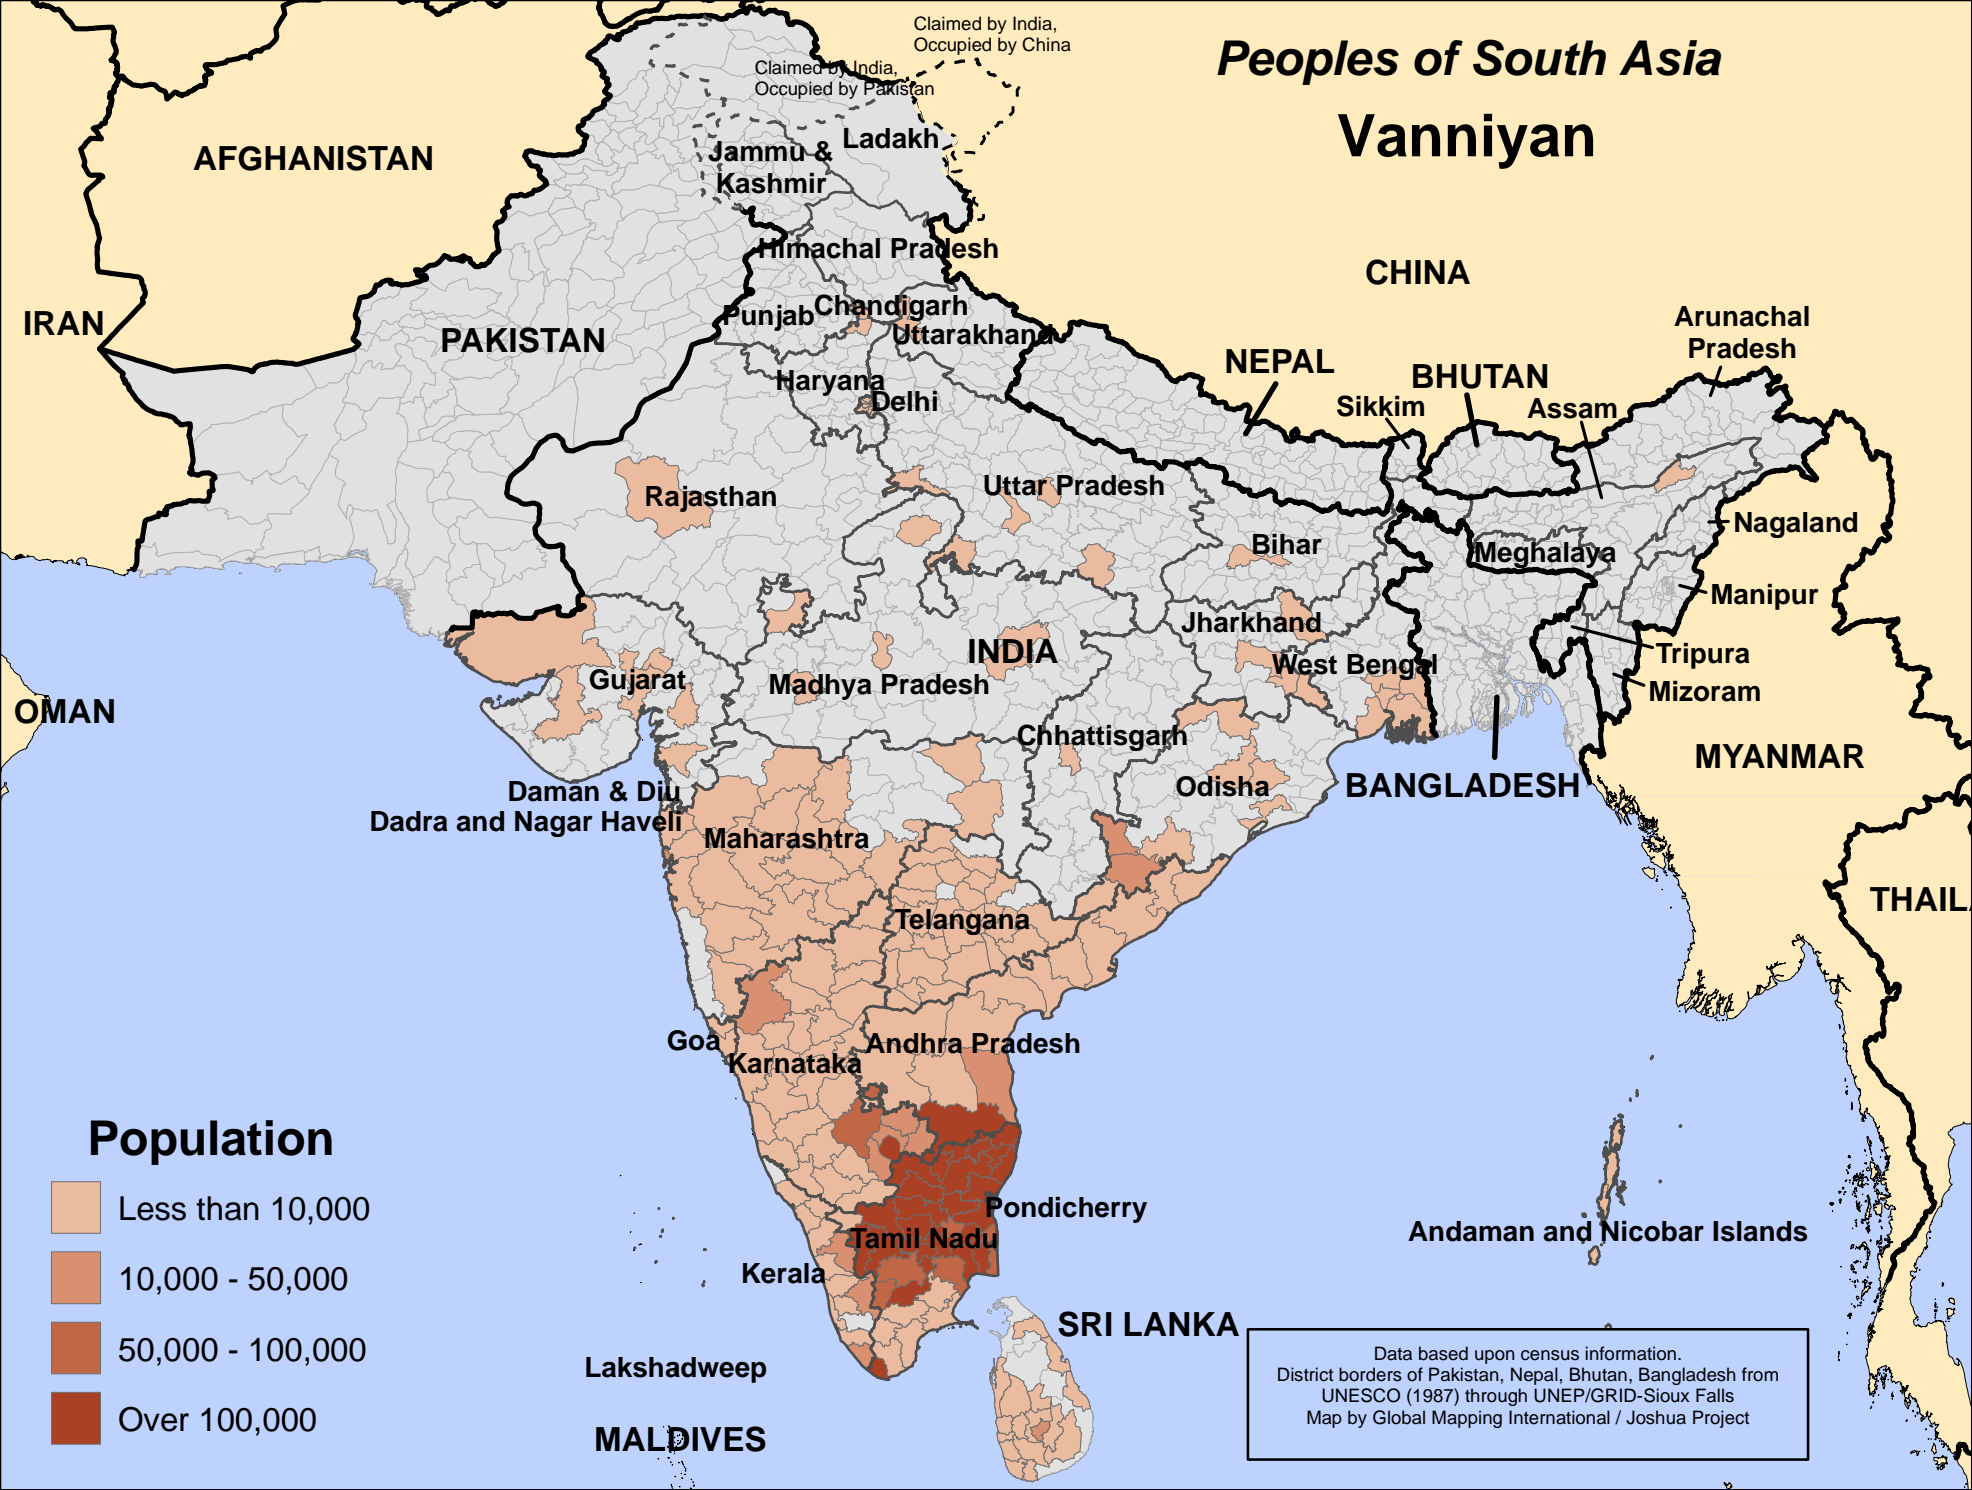 Claimed by India,
Occupied by China
Peoples of South Asia
Vanniyan
Claimed by India,
Occupied by Pakistan
Ladakh
Jammu &
Kashmir
AFGHANISTAN
Himachal Pradesh
CHINA
IRAN
PAKISTAN
Punjab
Chandigarh
Uttarakhand
Arunachal
Pradesh
NEPAL
BHUTAN
Haryana
Delhi
Sikkim
Assam
Rajasthan
Uttar Pradesh
Nagaland
Bihar
Meghalaya
Manipur
Jharkhand
INDIA
Tripura
West Bengal
Gujarat
Madhya Pradesh
Mizoram
OMAN
Chhattisgarh
MYANMAR
Odisha
BANGLADESH
Daman & Diu
Dadra and Nagar Haveli
Maharashtra
THAIL
Telangana
Goa
Andhra Pradesh
Karnataka
Population
Less than 10,000
10,000 - 50,000
50,000 - 100,000
Over 100,000
Pondicherry
Tamil Nadu
Andaman and Nicobar Islands
Kerala
SRI LANKA
Lakshadweep
MALDIVES
Data based upon census information.
District borders of Pakistan, Nepal, Bhutan, Bangladesh from
UNESCO (1987) through UNEP/GRID-Sioux Falls
Map by Global Mapping International / Joshua Project